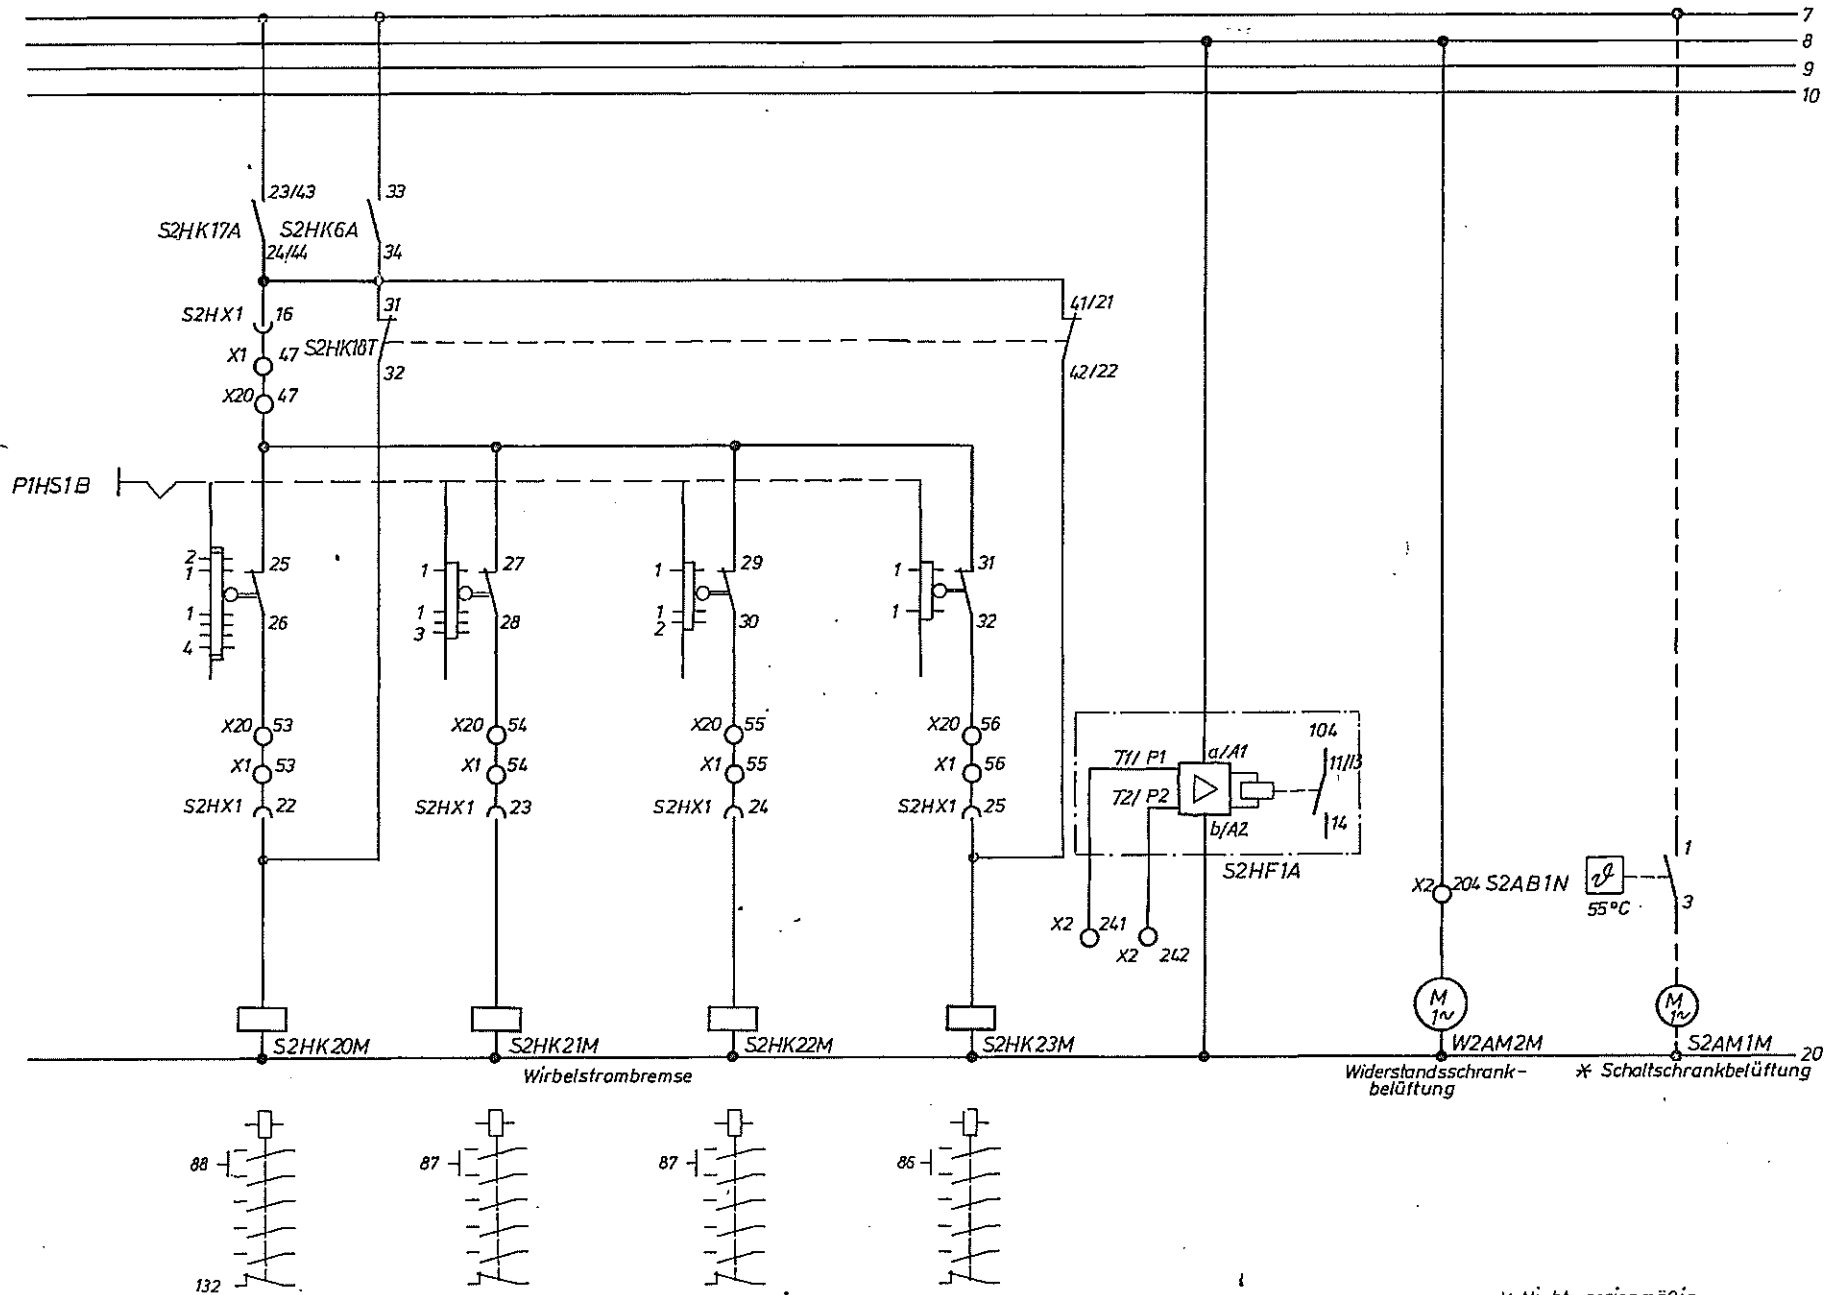 7
8
9
10
23/43 33
S2HK17A S2HK6A
24/44 34
31 41/21
S2HX1 16
X1 47 S2HK18T
32 42/22
X20 47
P1HS1B
2 25 27 29 31
1 1 1 1
1 26 1 28 1 30 1 32
4 3 2
X20 53 X20 54 X20 55 X20 56
X1 53 X1 54 X1 55 X1 56
S2HX1 22 S2HX1 23 S2HX1 24 S2HX1 25
104
T1/P1 a/A1 11/13
T2/P2
b/A2 14
S2HF1A
1
X2 204 S2AB1N
55°C 3
X2 241
X2 242
M
1~
M
1~
S2HK20M S2HK21M S2HK22M S2HK23M W2AM2M S2AM1M 20
Wirbelstrombremse
Widerstandsschrank-
belüftung
* Schaltschrankbelüftung
88 87 87 86
132